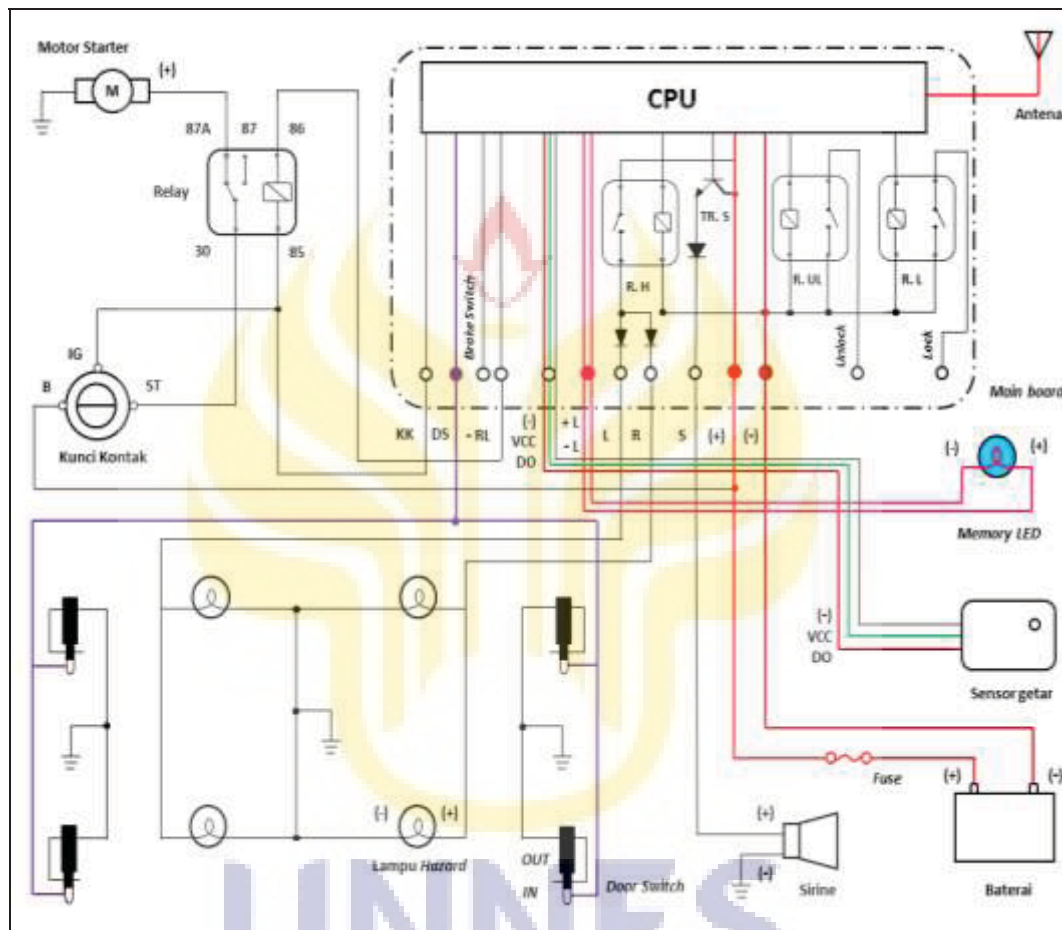 Motor Starter
(+)
M
87A 87 86
Relay
30 85
CPU
Antena
TR. S
R. H
R. UL
R. L
Brake Switch
Unlock
Lock
Main board
IG
B
ST
Kunci Kontak
KK DS - RL
(-)
VCC
DO
+ L
- L
L R S (+) (-)
(-) (+)
Memory LED
(-)
VCC
DO
Sensor getar
Fuse
(+) (-)
Baterai
(-) (+)
Lampu Hazard
OUT
IN
Door Switch
(+)
(-)
Sirine
UNNES